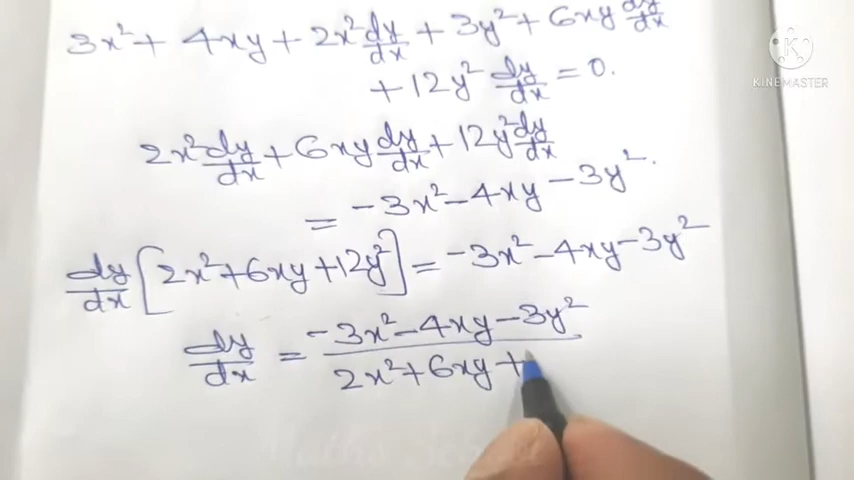 3x² + 4xy + 2x² dy/dx + 3y² + 6xy dy/dx
+ 12y² dy/dx = 0.
2x² dy/dx + 6xy dy/dx + 12y² dy/dx
= -3x² - 4xy - 3y².
dy/dx [2x² + 6xy + 12y²] = -3x² - 4xy - 3y²
dy/dx = -3x² - 4xy - 3y² / 2x² + 6xy +
K
KINEMASTER